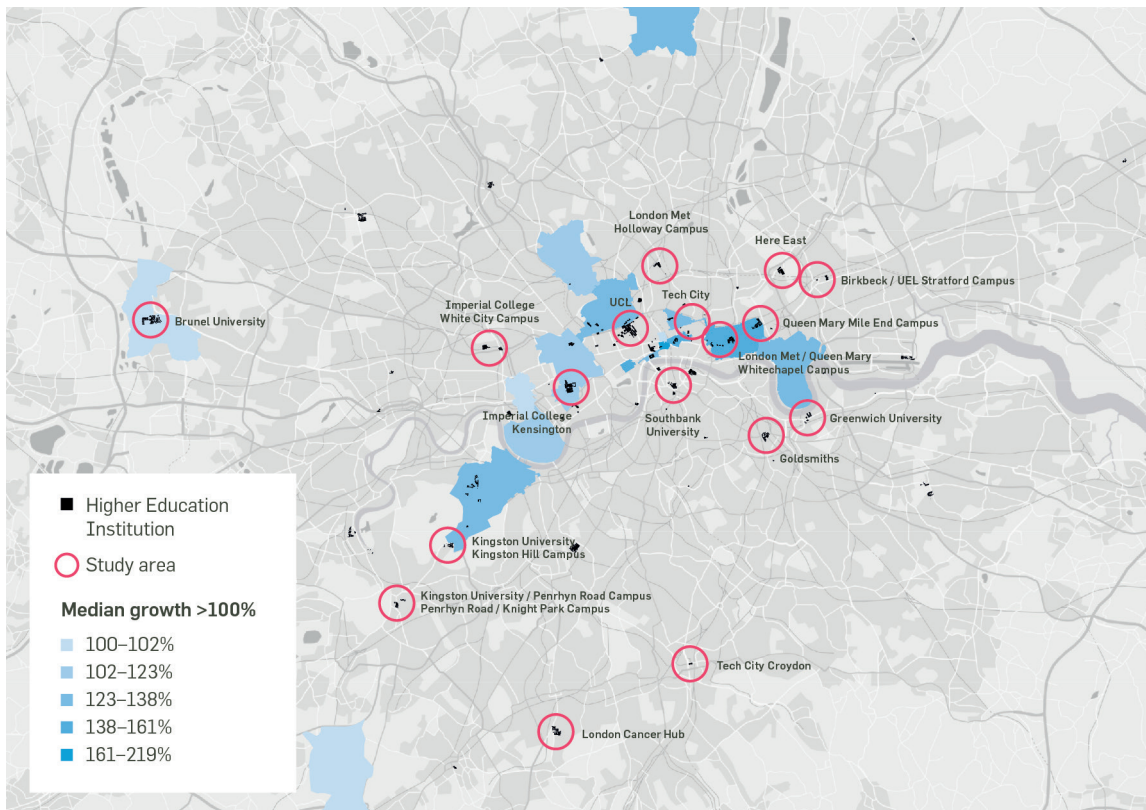 London Met
Holloway Campus
Here East
Birkbeck / UEL Stratford Campus
UCL
Tech City
Imperial College
White City Campus
Brunel University
Queen Mary Mile End Campus
London Met / Queen Mary
Whitechapel Campus
Imperial College
Kensington
Southbank
University
Greenwich University
Goldsmiths
Higher Education
Institution
Study area
Kingston University
Kingston Hill Campus
Kingston University / Penrhyn Road Campus
Penrhyn Road / Knight Park Campus
Median growth >100%
100–102%
102–123%
123–138%
138–161%
161–219%
Tech City Croydon
London Cancer Hub